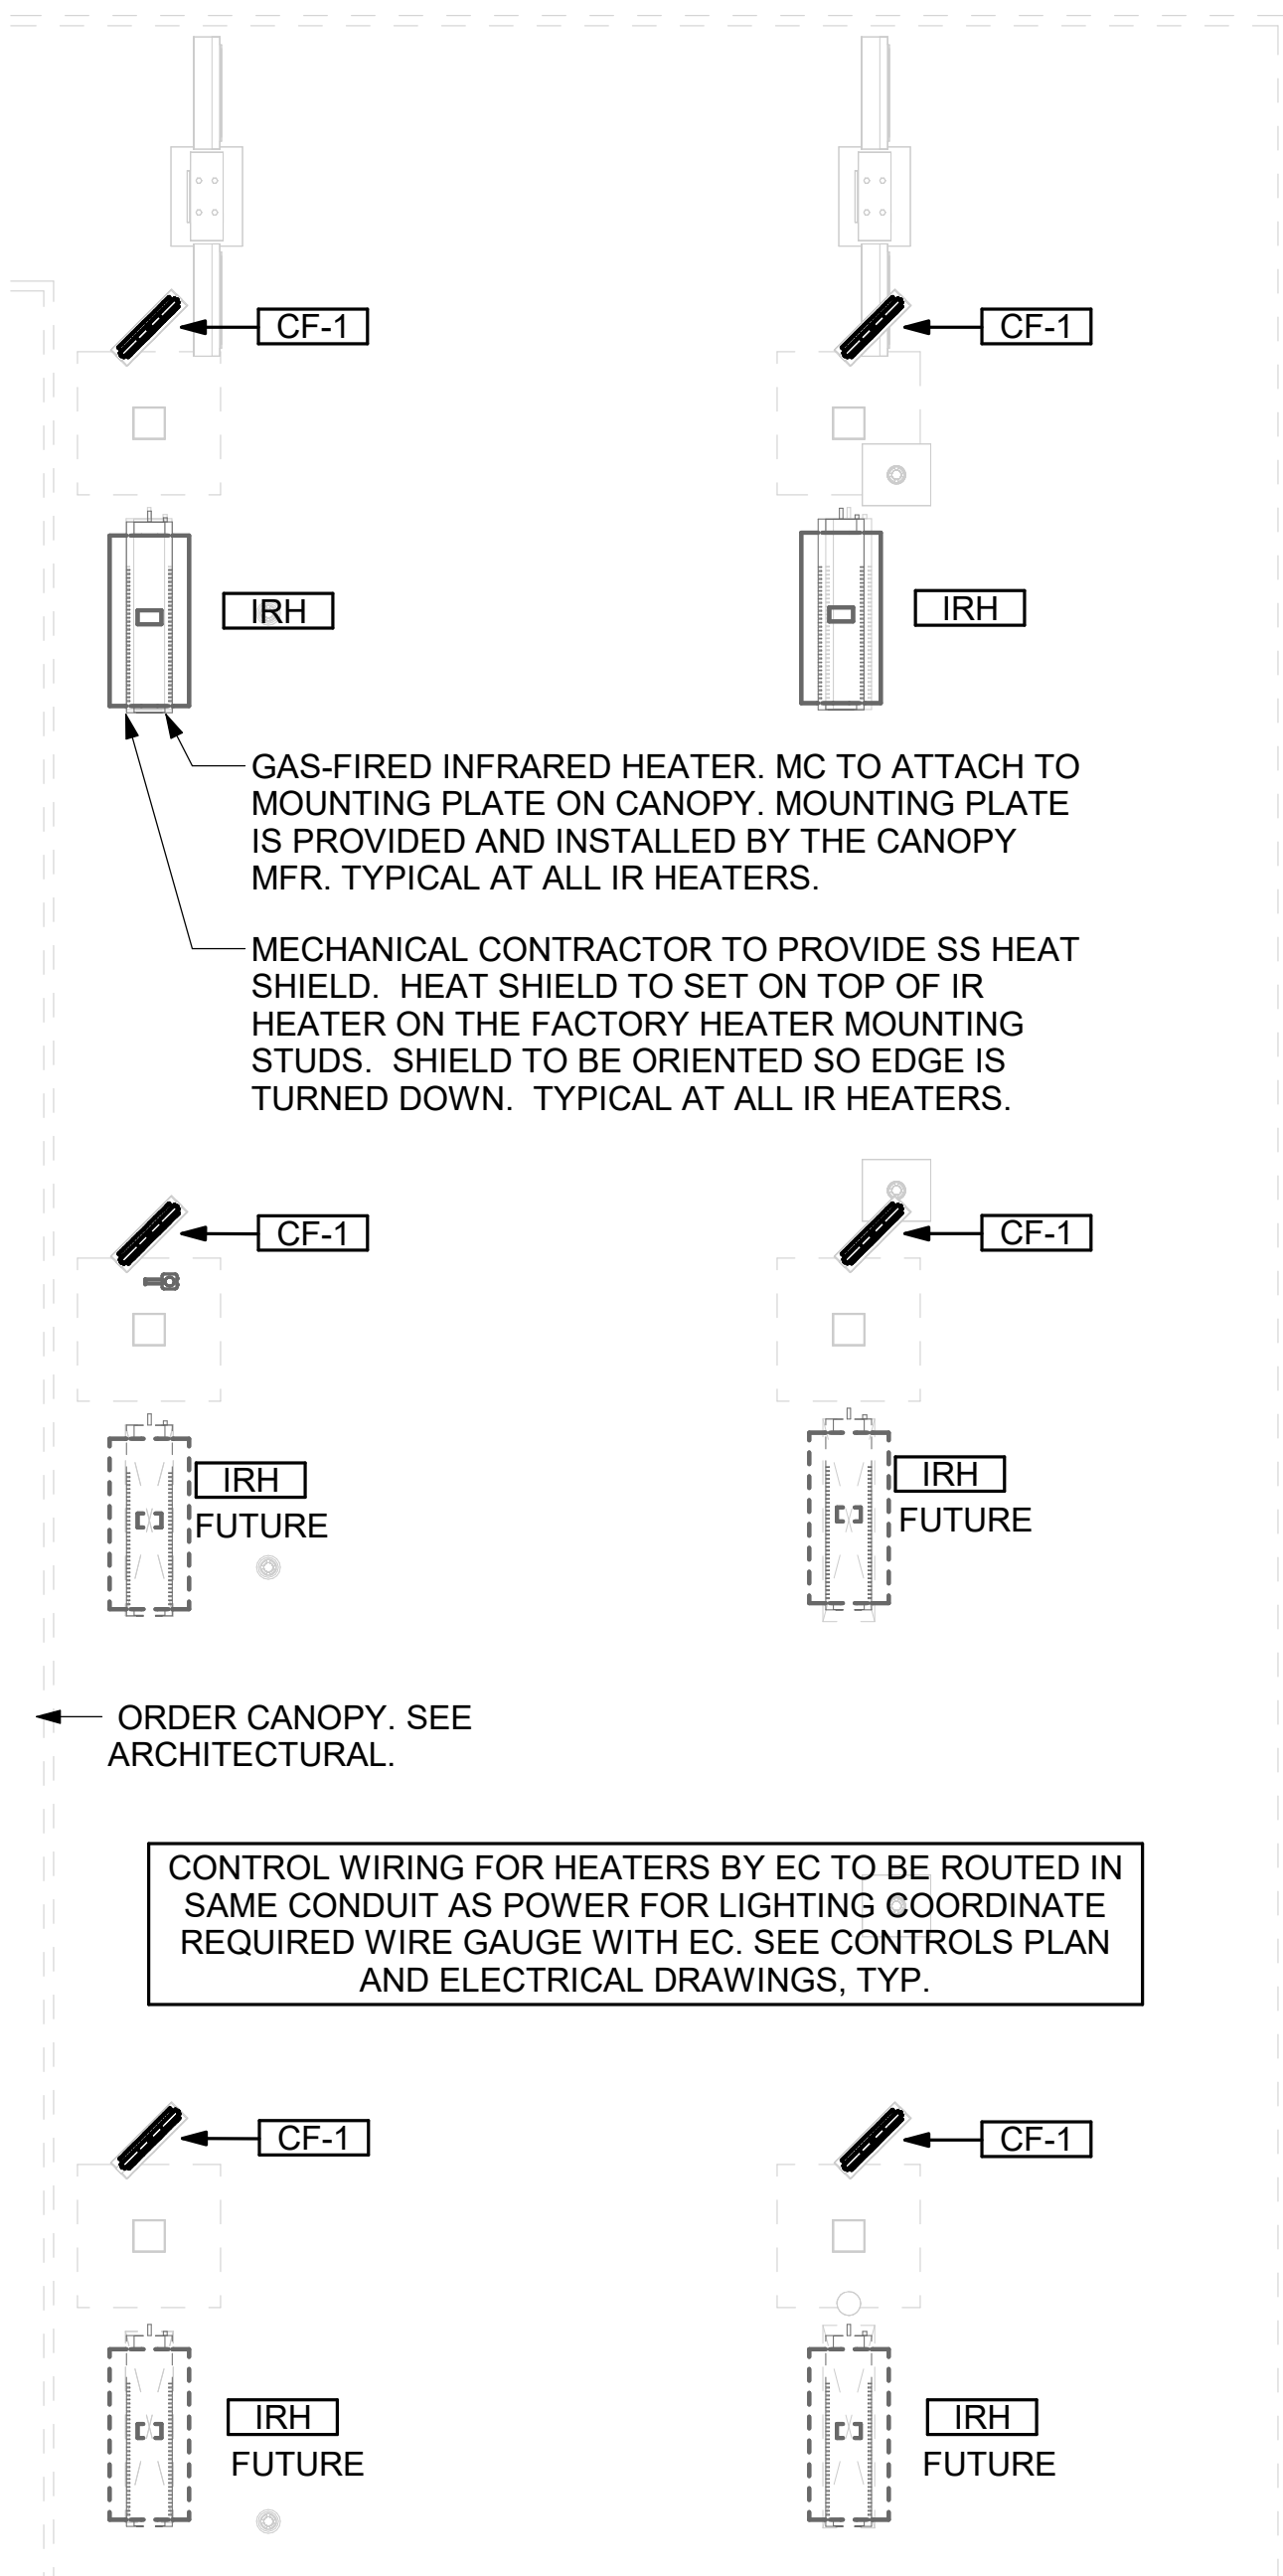 CF-1
CF-1
IRH
IRH
GAS-FIRED INFRARED HEATER. MC TO ATTACH TO
MOUNTING PLATE ON CANOPY. MOUNTING PLATE
IS PROVIDED AND INSTALLED BY THE CANOPY
MFR. TYPICAL AT ALL IR HEATERS.
MECHANICAL CONTRACTOR TO PROVIDE SS HEAT
SHIELD. HEAT SHIELD TO SET ON TOP OF IR
HEATER ON THE FACTORY HEATER MOUNTING
STUDS. SHIELD TO BE ORIENTED SO EDGE IS
TURNED DOWN. TYPICAL AT ALL IR HEATERS.
CF-1
CF-1
IRH
FUTURE
IRH
FUTURE
ORDER CANOPY. SEE
ARCHITECTURAL.
CONTROL WIRING FOR HEATERS BY EC TO BE ROUTED IN
SAME CONDUIT AS POWER FOR LIGHTING COORDINATE
REQUIRED WIRE GAUGE WITH EC. SEE CONTROLS PLAN
AND ELECTRICAL DRAWINGS, TYP.
CF-1
CF-1
IRH
FUTURE
IRH
FUTURE